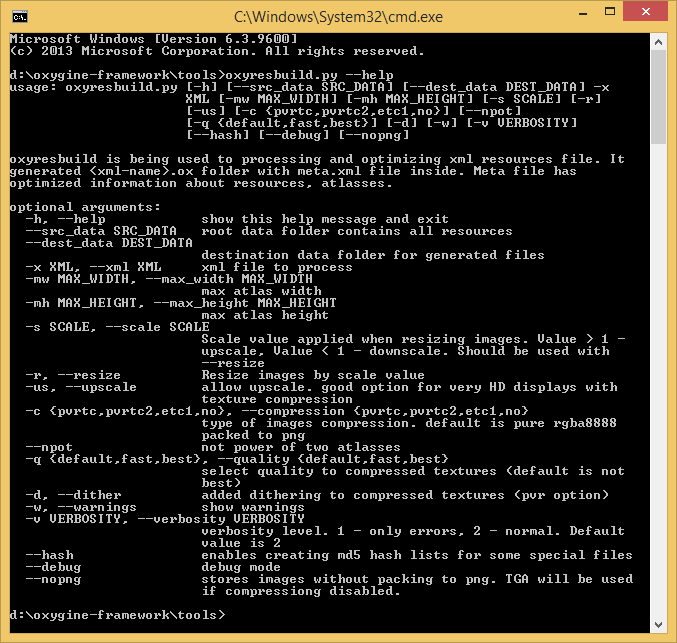 C:\Windows\System32\cmd.exe
Microsoft Windows [Version 6.3.9600]
(c) 2013 Microsoft Corporation. All rights reserved.
d:\oxygine-framework\tools>oxyresbuild.py --help
usage: oxyresbuild.py [-h] [--src_data SRC_DATA] [--dest_data DEST_DATA] -x
XML [-mw MAX_WIDTH] [-mh MAX_HEIGHT] [-s SCALE] [-r]
[-us] [-c {pvrtc,pvrtc2,etc1,no}] [--npot]
[-q {default,fast,best}] [-d] [-w] [-v VERBOSITY]
[--hash] [--debug] [--nopng]
oxyresbuild is being used to processing and optimizing xml resources file. It
generated <xml-name>.ox folder with meta.xml file inside. Meta file has
optimized information about resources, atlasses.
optional arguments:
-h, --help show this help message and exit
--src_data SRC_DATA root data folder contains all resources
--dest_data DEST_DATA
destination data folder for generated files
-x XML, --xml XML xml file to process
-mw MAX_WIDTH, --max_width MAX_WIDTH
max atlas width
-mh MAX_HEIGHT, --max_height MAX_HEIGHT
max atlas height
-s SCALE, --scale SCALE
Scale value applied when resizing images. Value > 1 -
upscale, Value < 1 - downscale. Should be used with
--resize
-r, --resize Resize images by scale value
-us, --upscale allow upscale. good option for very HD displays with
texture compression
-c {pvrtc,pvrtc2,etc1,no}, --compression {pvrtc,pvrtc2,etc1,no}
type of images compression. default is pure rgba8888
packed to png
--npot not power of two atlasses
-q {default,fast,best}, --quality {default,fast,best}
select quality to compressed textures (default is not
best)
-d, --dither added dithering to compressed textures (pvr option)
-w, --warnings show warnings
-v VERBOSITY, --verbosity VERBOSITY
verbosity level. 1 - only errors, 2 - normal. Default
value is 2
--hash enables creating md5 hash lists for some special files
--debug debug mode
--nopng stores images without packing to png. TGA will be used
if compressiong disabled.
d:\oxygine-framework\tools>